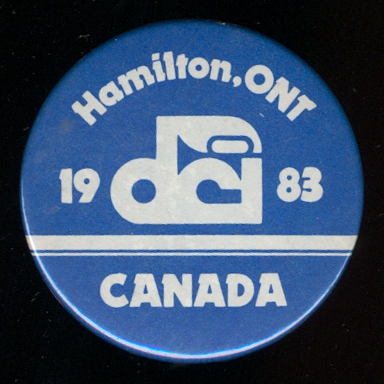 Hamilton, ONT
19 dci 83
CANADA